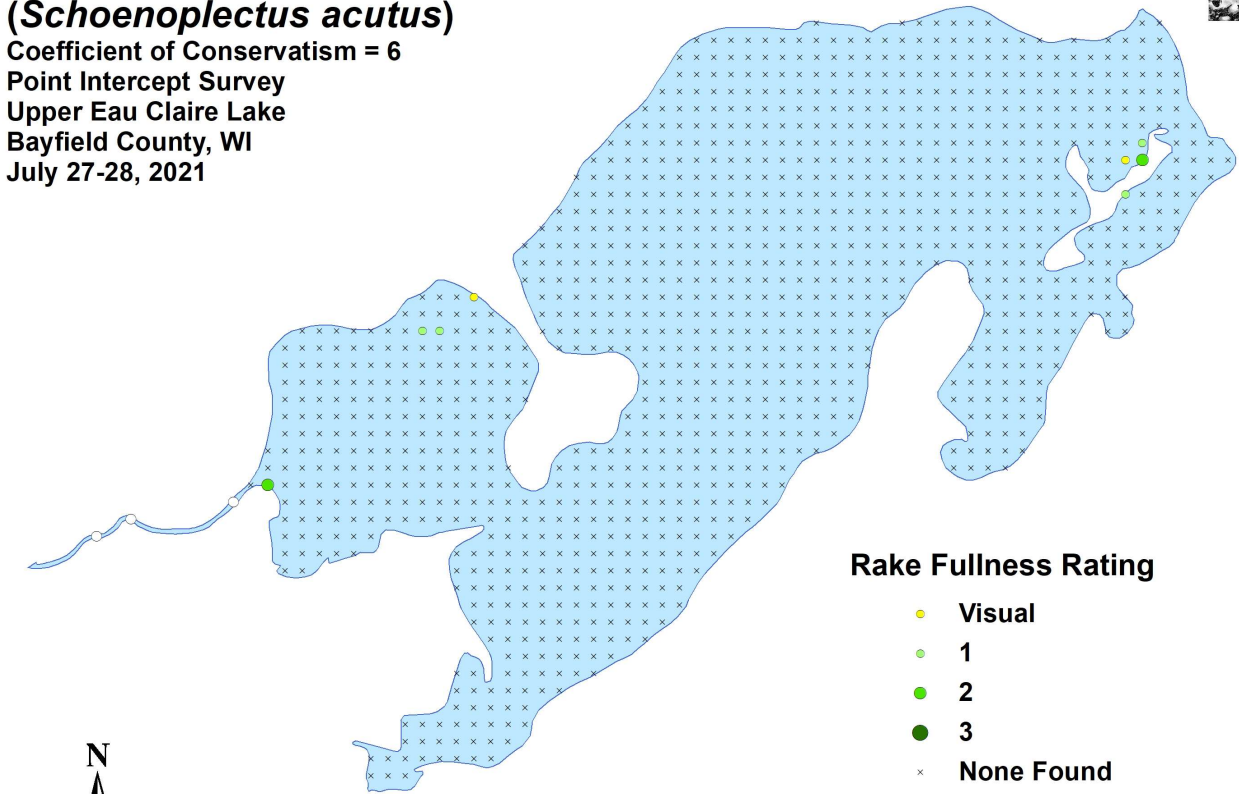 (Schoenoplectus acutus)
Coefficient of Conservatism = 6
Point Intercept Survey
Upper Eau Claire Lake
Bayfield County, WI
July 27-28, 2021
Rake Fullness Rating
Visual
1
2
3
None Found
N